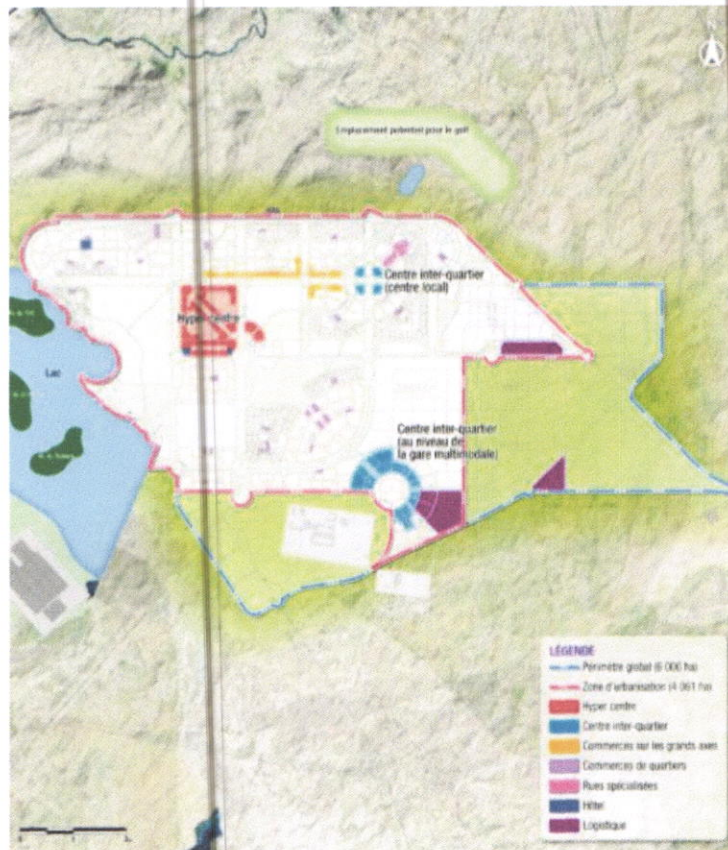 Emplacement potentiel pour le golf
Centre inter-quartier
(centre local)
Hyper-centre
Lac
Centre inter-quartier
(au niveau de
la gare multimodale)
LÉGENDE
Périmètre global (6 000 ha)
Zone d'urbanisation (4 061 ha)
Hyper centre
Centre inter-quartier
Commerces sur les grands axes
Commerces de quartiers
Rues spécialisées
Hôtel
Logistique